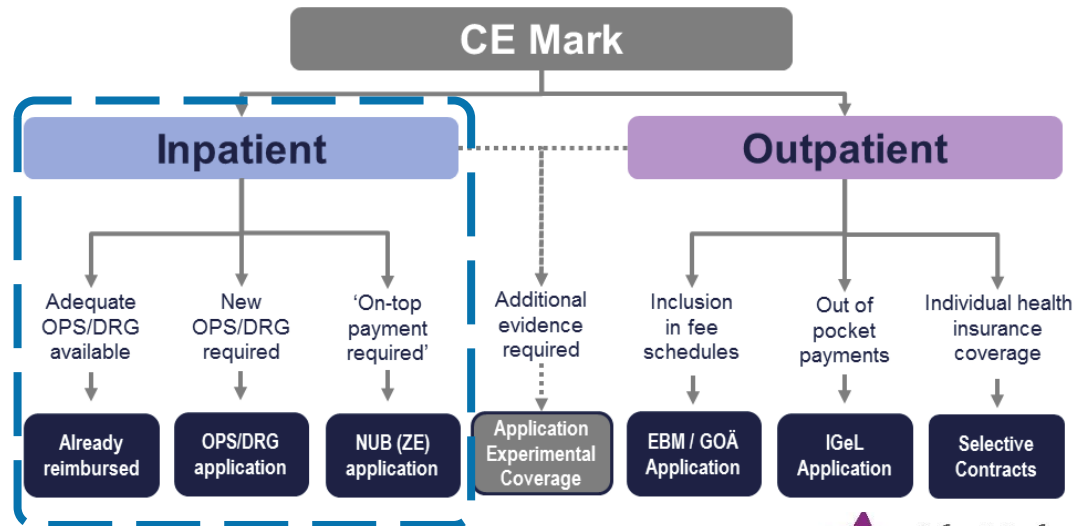 CE Mark
Inpatient
Outpatient
Adequate
OPS/DRG
available
New
OPS/DRG
required
‘On-top
payment
required’
Additional
evidence
required
Inclusion
in fee
schedules
Out of
pocket
payments
Individual health
insurance
coverage
Already
reimbursed
OPS/DRG
application
NUB (ZE)
application
Application
Experimental
Coverage
EBM / GOÄ
Application
IGeL
Application
Selective
Contracts